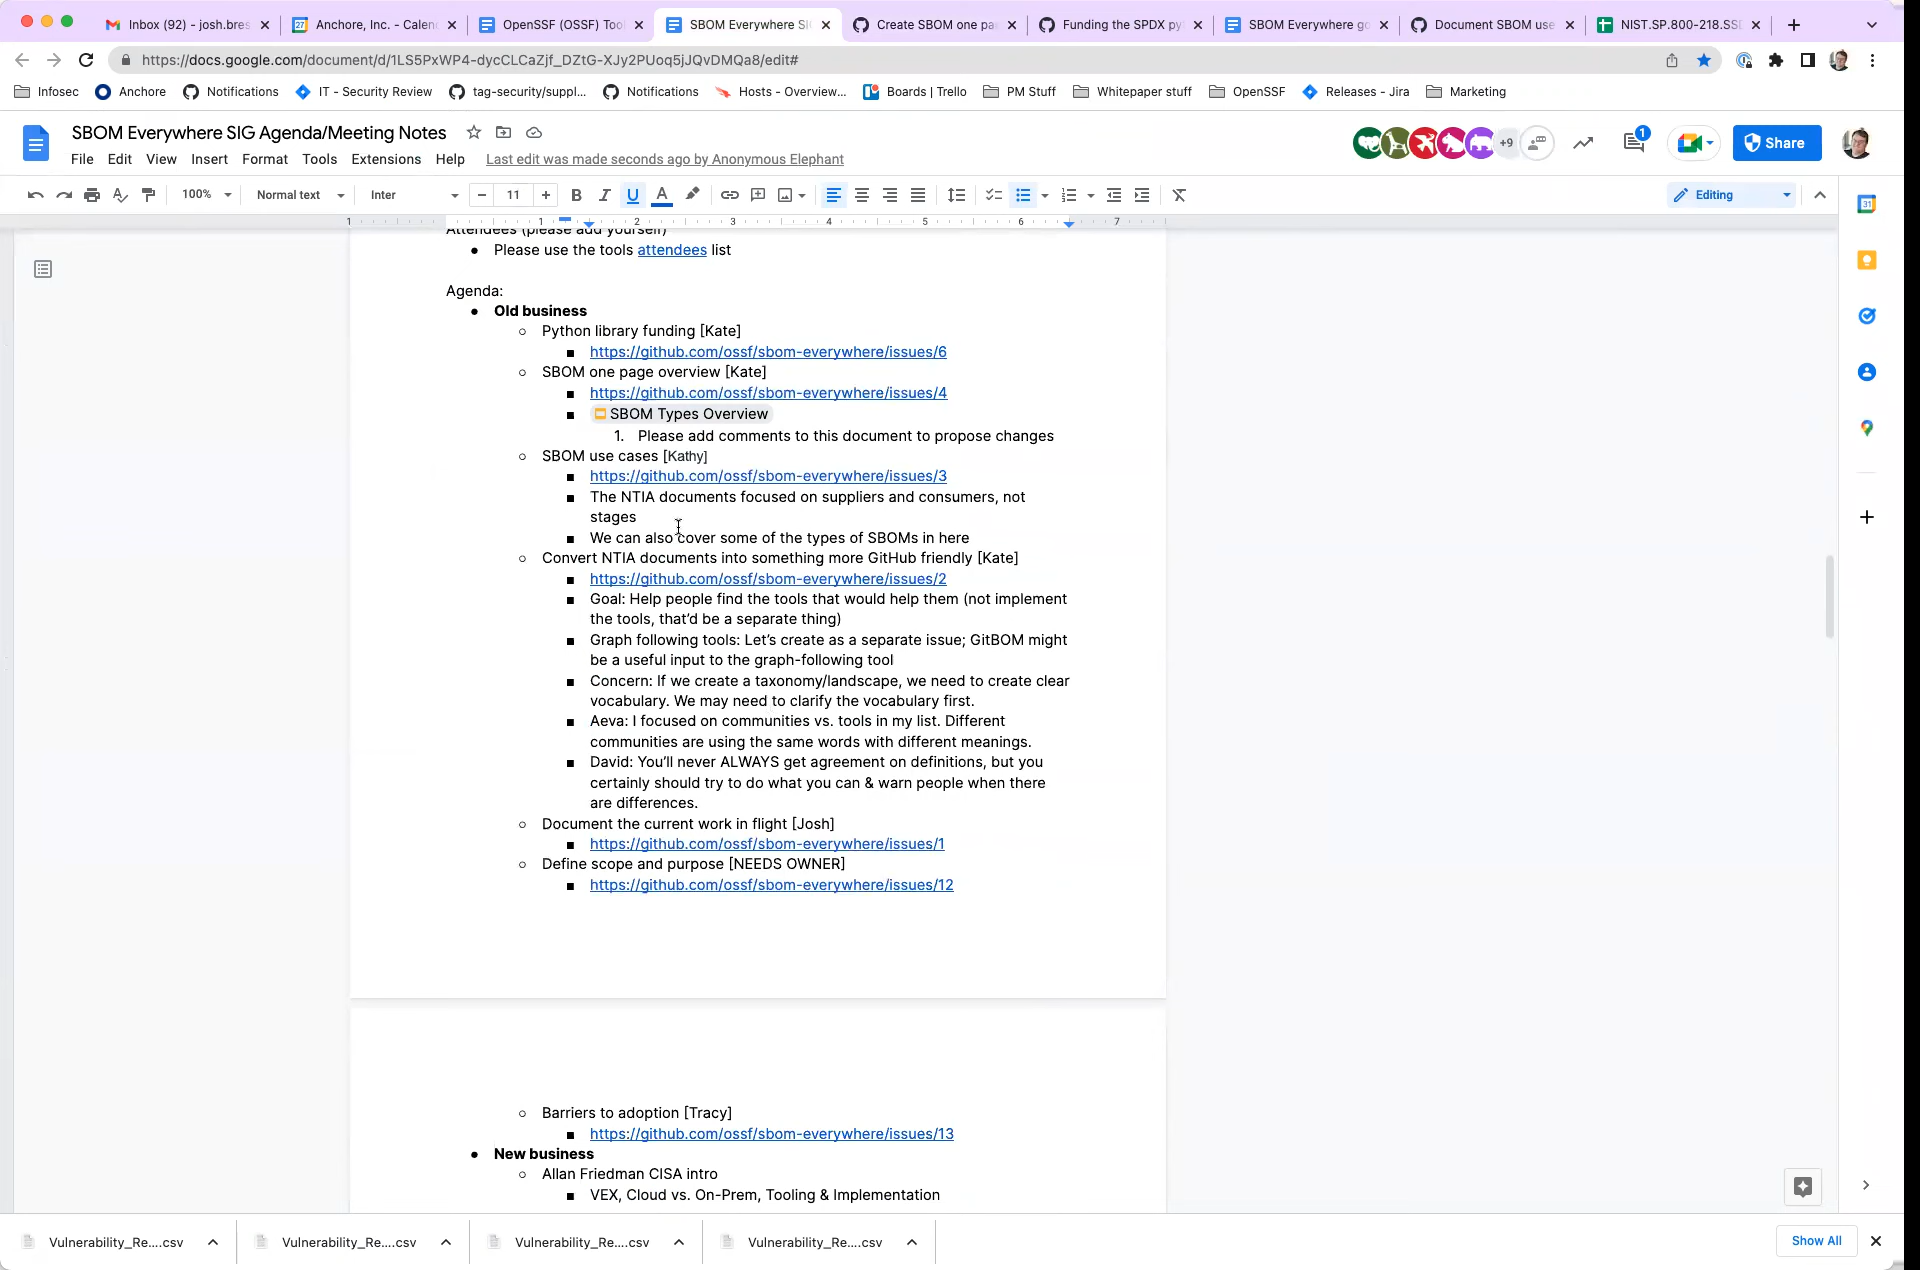 Inbox (92) - josh.bres
Anchore, Inc. - Calen
OpenSSF (OSSF) Too
SBOM Everywhere SI
Create SBOM one pa
Funding the SPDX py
SBOM Everywhere go
Document SBOM use
NIST.SP.800-218.SSD
https://docs.google.com/document/d/1LS5PxWP4-dycCLCaZjf_DZtG-XJy2PUoq5jJQvDMQa8/edit#
Infosec
Anchore
Notifications
IT - Security Review
tag-security/suppl...
Notifications
Hosts - Overview...
Boards | Trello
PM Stuff
Whitepaper stuff
OpenSSF
Releases - Jira
Marketing
SBOM Everywhere SIG Agenda/Meeting Notes
+9
1
Share
File Edit View Insert Format Tools Extensions Help Last edit was made seconds ago by Anonymous Elephant
100% Normal text Inter 11 Editing
1 1 2 3 4 5 6 7
31
Attendees (please add yourself)
● Please use the tools attendees list
Agenda:
● Old business
○ Python library funding [Kate]
■ https://github.com/ossf/sbom-everywhere/issues/6
○ SBOM one page overview [Kate]
■ https://github.com/ossf/sbom-everywhere/issues/4
■ SBOM Types Overview
1. Please add comments to this document to propose changes
○ SBOM use cases [Kathy]
■ https://github.com/ossf/sbom-everywhere/issues/3
■ The NTIA documents focused on suppliers and consumers, not
stages
■ We can also cover some of the types of SBOMs in here
○ Convert NTIA documents into something more GitHub friendly [Kate]
■ https://github.com/ossf/sbom-everywhere/issues/2
■ Goal: Help people find the tools that would help them (not implement
the tools, that’d be a separate thing)
■ Graph following tools: Let’s create as a separate issue; GitBOM might
be a useful input to the graph-following tool
■ Concern: If we create a taxonomy/landscape, we need to create clear
vocabulary. We may need to clarify the vocabulary first.
■ Aeva: I focused on communities vs. tools in my list. Different
communities are using the same words with different meanings.
■ David: You’ll never ALWAYS get agreement on definitions, but you
certainly should try to do what you can & warn people when there
are differences.
○ Document the current work in flight [Josh]
■ https://github.com/ossf/sbom-everywhere/issues/1
○ Define scope and purpose [NEEDS OWNER]
■ https://github.com/ossf/sbom-everywhere/issues/12
○ Barriers to adoption [Tracy]
■ https://github.com/ossf/sbom-everywhere/issues/13
● New business
○ Allan Friedman CISA intro
■ VEX, Cloud vs. On-Prem, Tooling & Implementation
Vulnerability_Re....csv
Vulnerability_Re....csv
Vulnerability_Re....csv
Vulnerability_Re....csv
Show All